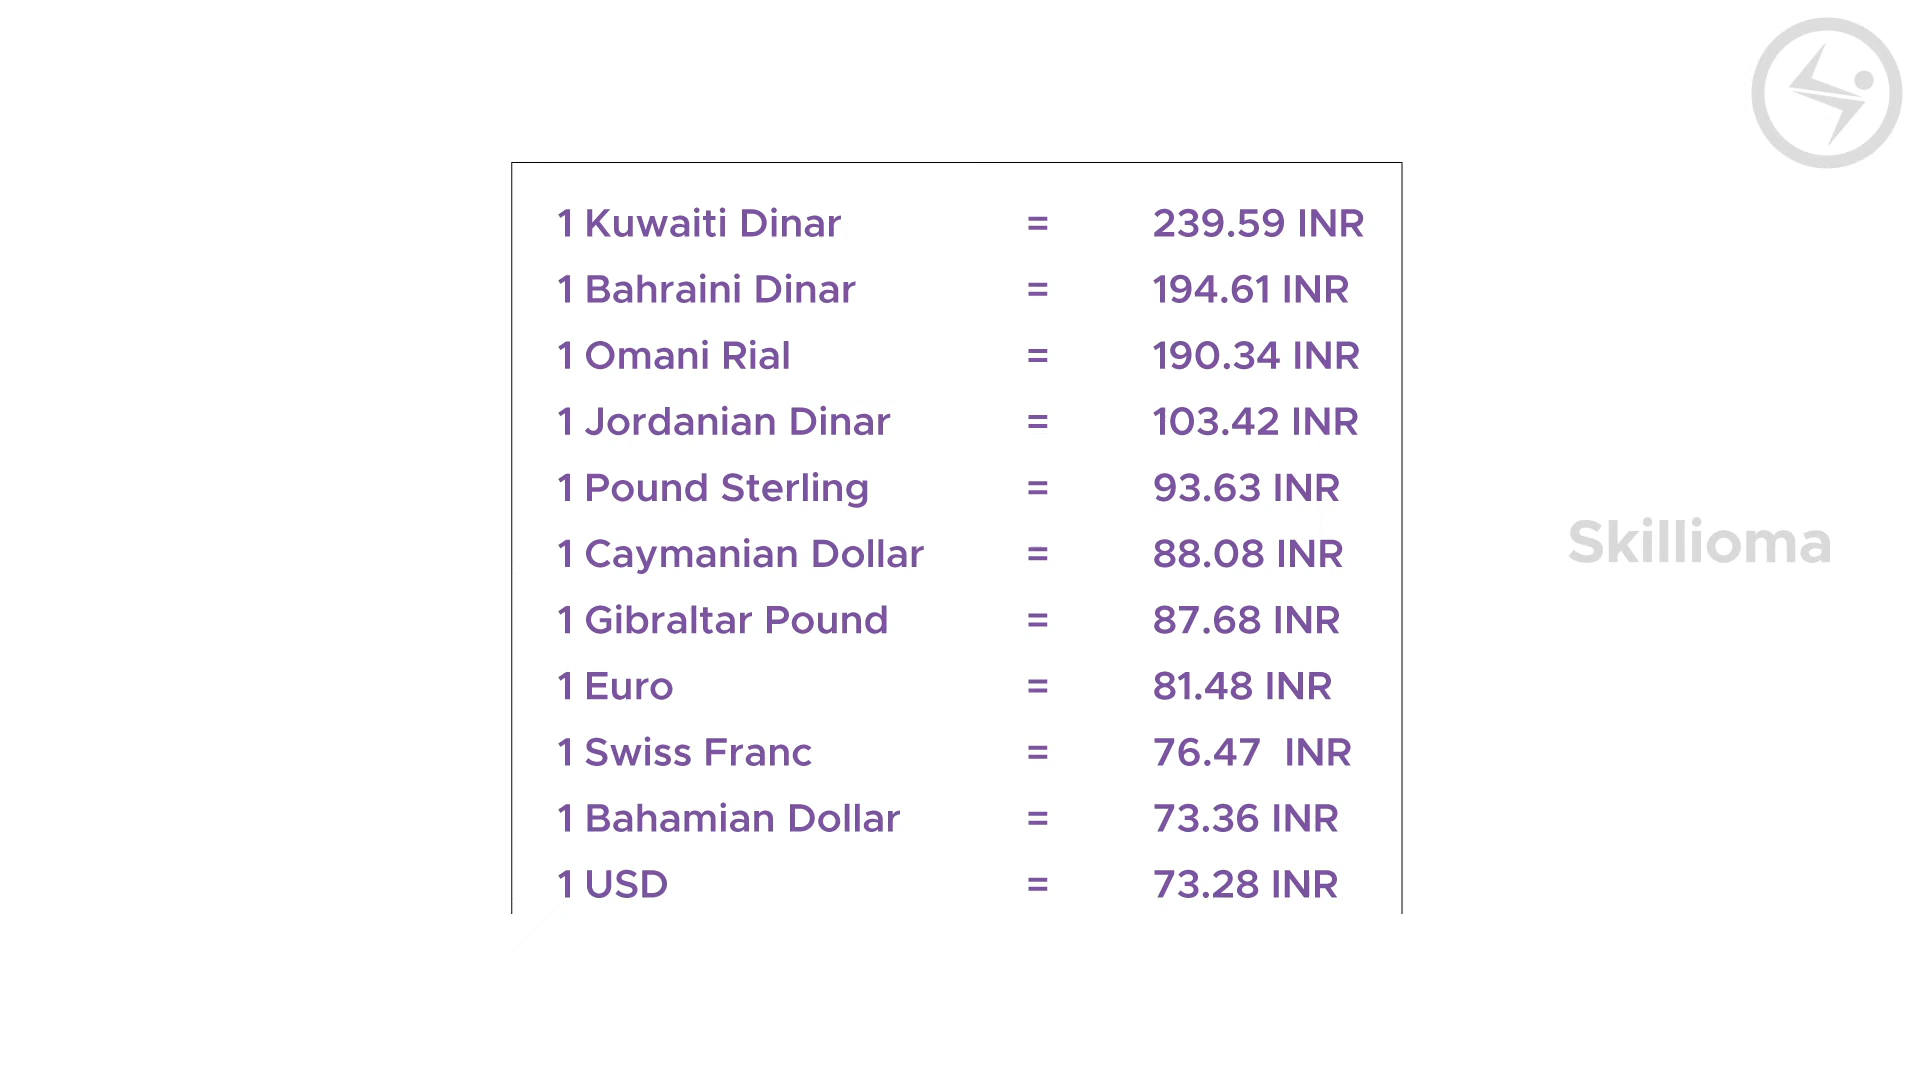 1 Kuwaiti Dinar = 239.59 INR
1 Bahraini Dinar = 194.61 INR
1 Omani Rial = 190.34 INR
1 Jordanian Dinar = 103.42 INR
1 Pound Sterling = 93.63 INR
1 Caymanian Dollar = 88.08 INR
Skillioma
1 Gibraltar Pound = 87.68 INR
1 Euro = 81.48 INR
1 Swiss Franc = 76.47 INR
1 Bahamian Dollar = 73.36 INR
1 USD = 73.28 INR